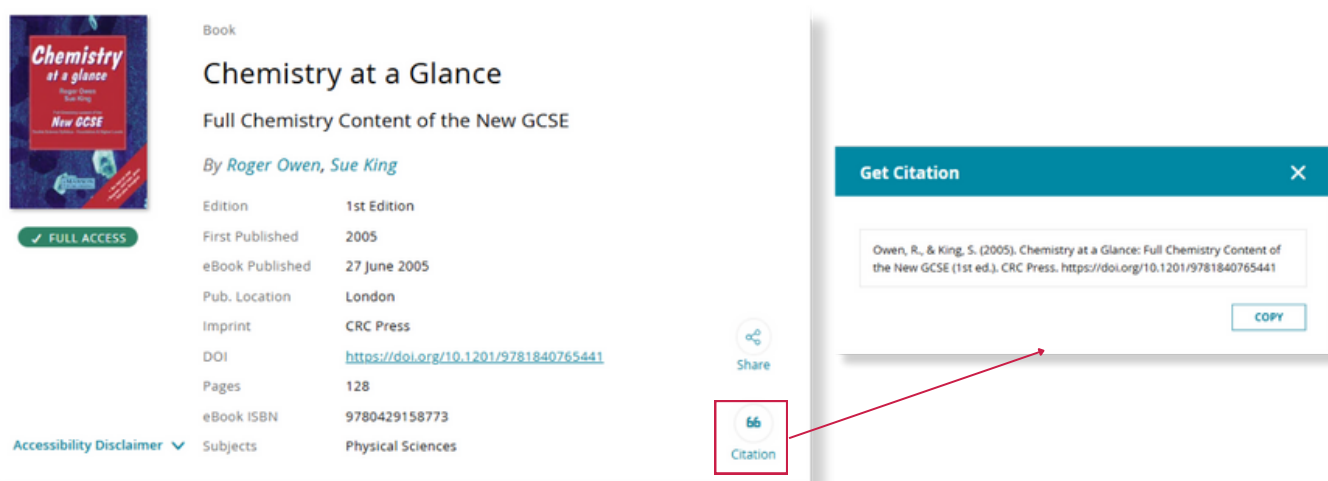 Chemistry
at a glance
Roger Owen
Sue King
New GCSE
✓ FULL ACCESS
Accessibility Disclaimer
Book
Chemistry at a Glance
Full Chemistry Content of the New GCSE
By Roger Owen, Sue King
Edition 1st Edition
First Published 2005
eBook Published 27 June 2005
Pub. Location London
Imprint CRC Press
DOI https://doi.org/10.1201/9781840765441
Pages 128
eBook ISBN 9780429158773
Subjects Physical Sciences
Share
Citation
Get Citation
Owen, R., & King, S. (2005). Chemistry at a Glance: Full Chemistry Content of
the New GCSE (1st ed.). CRC Press. https://doi.org/10.1201/9781840765441
COPY